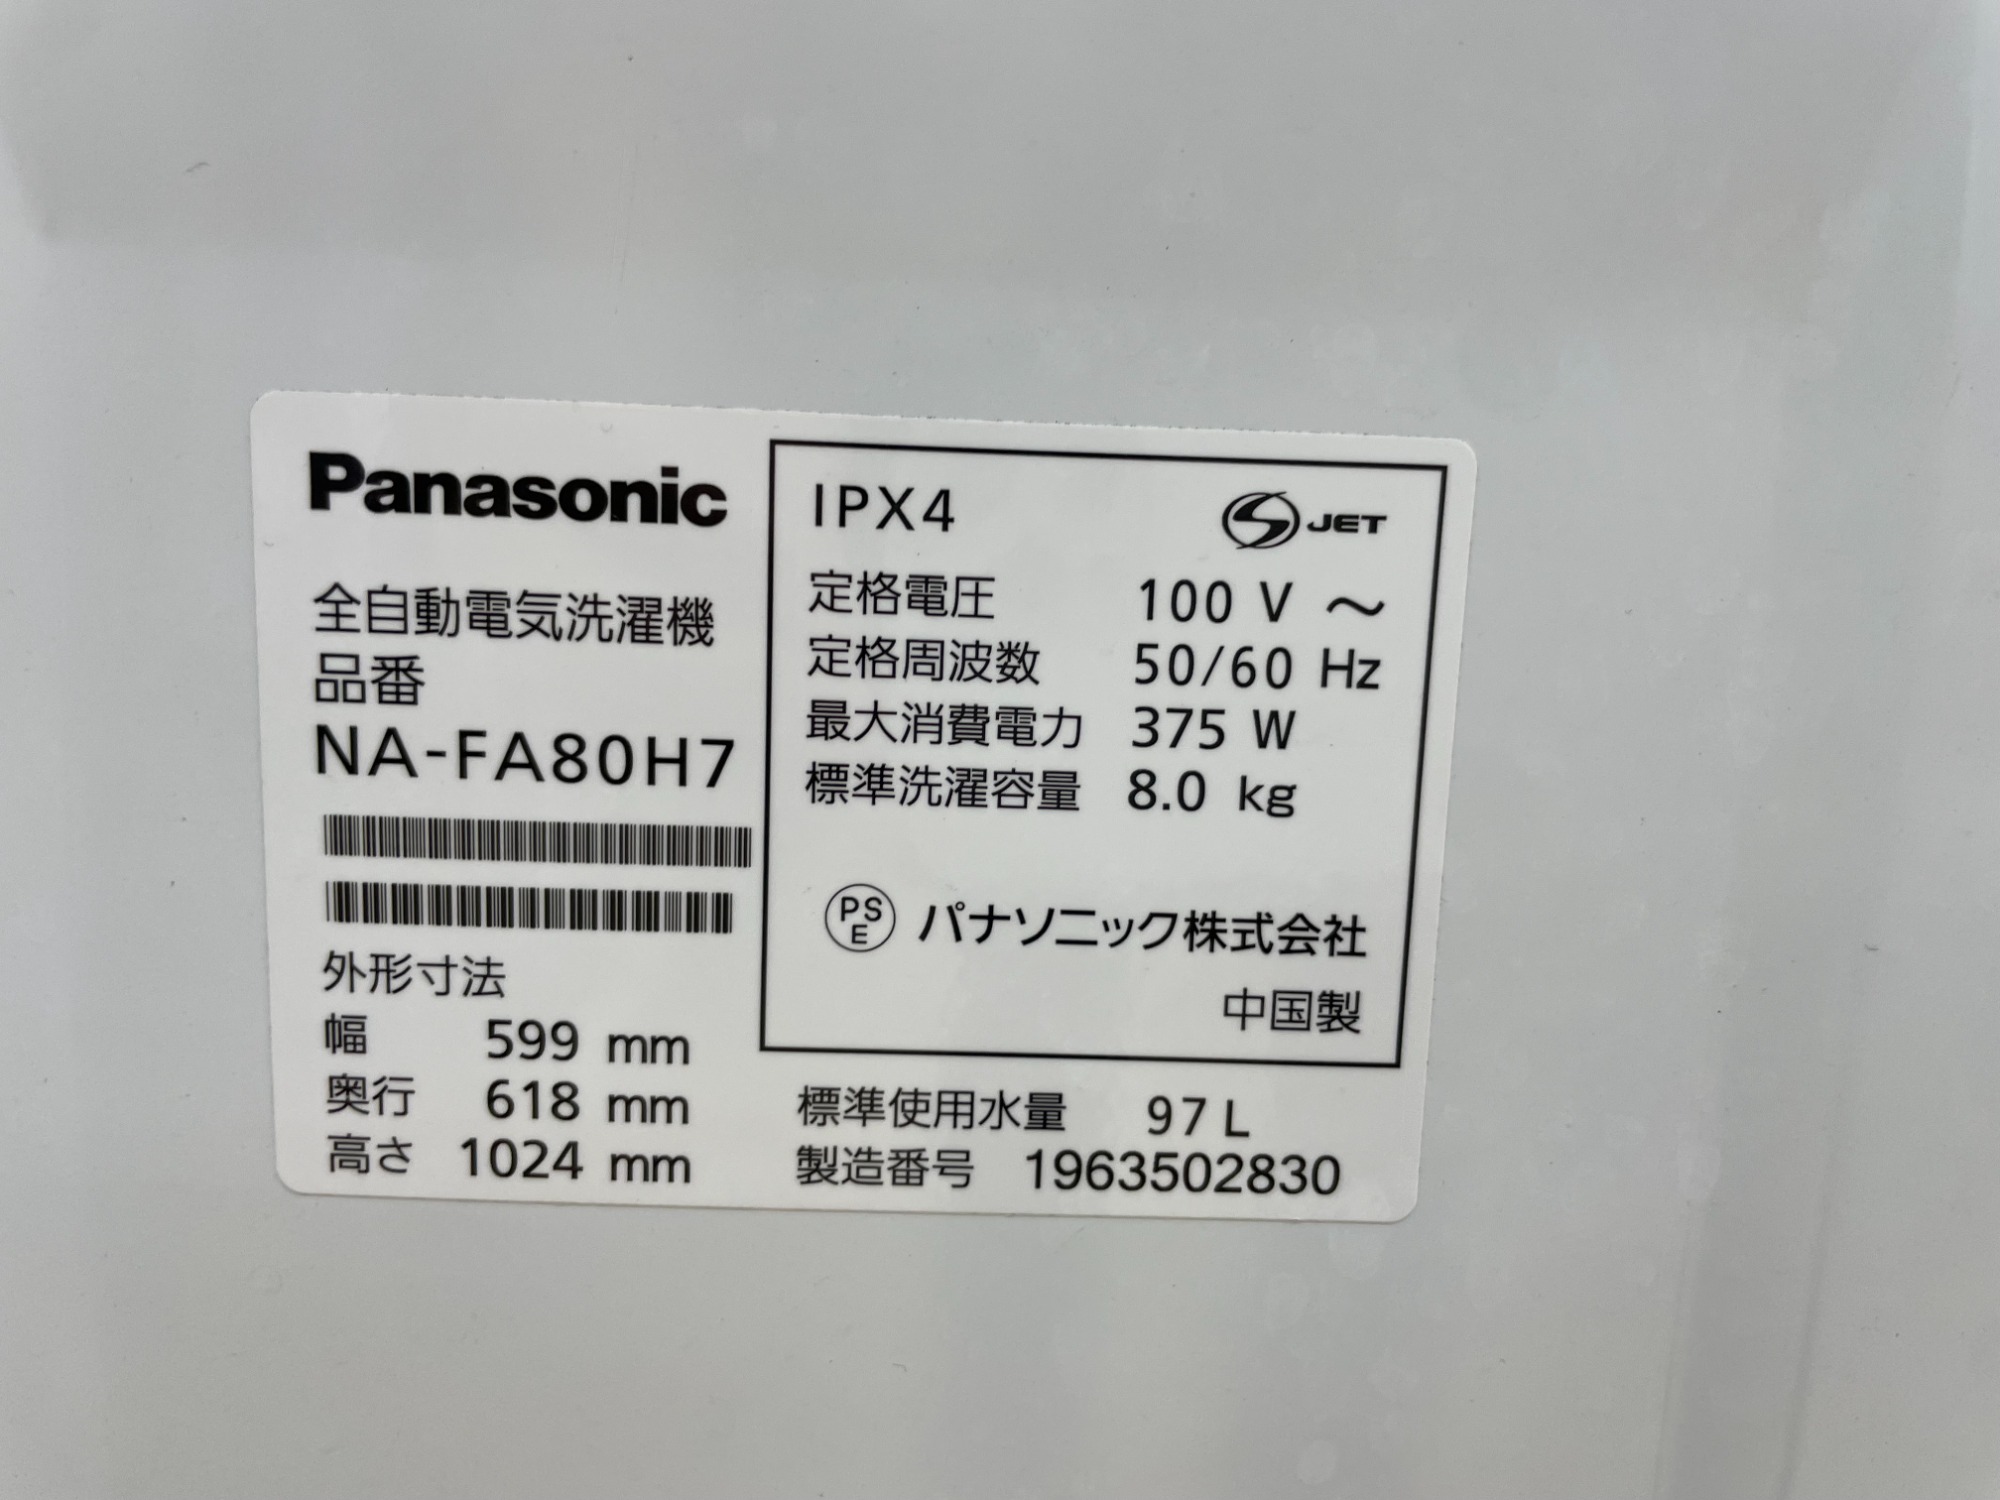 Panasonic
全自動電気洗濯機
品番
NA-FA80H7
外形寸法
幅 599 mm
奥行 618 mm
高さ 1024 mm
IPX4
S JET
定格電圧 100 V ～
定格周波数 50/60 Hz
最大消費電力 375 W
標準洗濯容量 8.0 kg
PS
E
パナソニック株式会社
中国製
標準使用水量 97 L
製造番号 1963502830